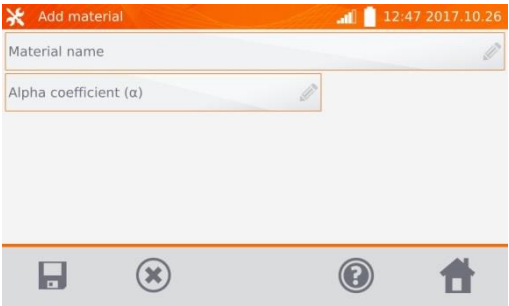 Add material 12:47 2017.10.26
Material name
Alpha coefficient (α)